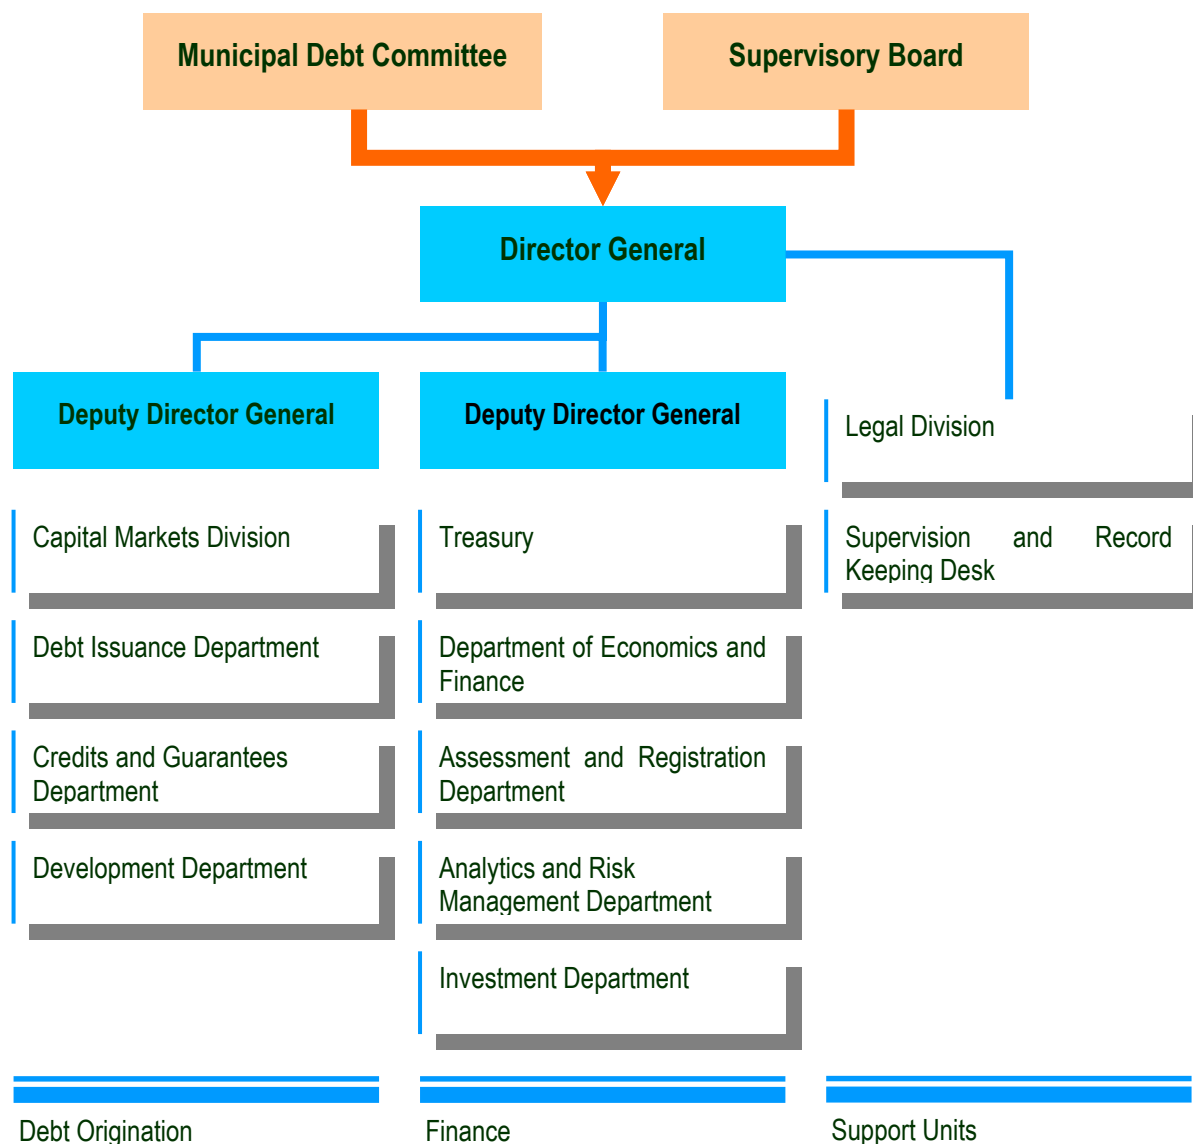 Municipal Debt Committee
Supervisory Board
Director General
Deputy Director General
Deputy Director General
Legal Division
Supervision and Record
Keeping Desk
Capital Markets Division
Debt Issuance Department
Credits and Guarantees
Department
Development Department
Treasury
Department of Economics and
Finance
Assessment and Registration
Department
Analytics and Risk
Management Department
Investment Department
Debt Origination
Finance
Support Units